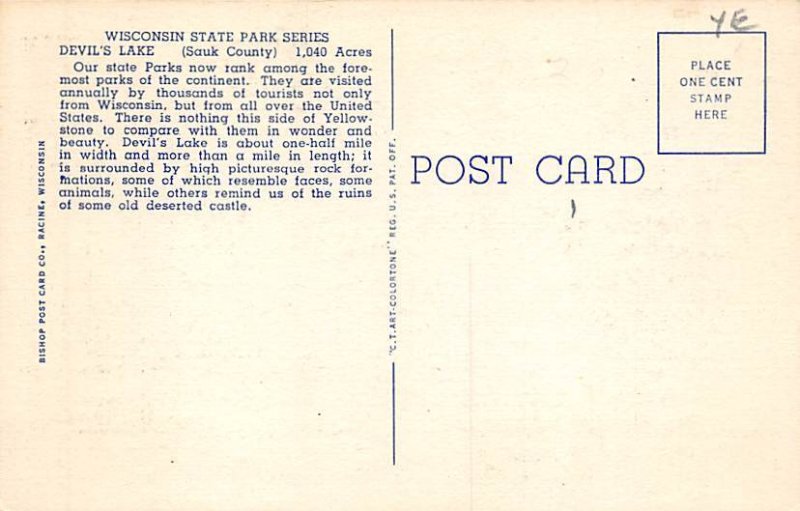 WISCONSIN STATE PARK SERIES
DEVIL'S LAKE (Sauk County) 1,040 Acres
Our state Parks now rank among the fore-
most parks of the continent. They are visited
annually by thousands of tourists not only
from Wisconsin, but from all over the United
States. There is nothing this side of Yellow-
stone to compare with them in wonder and
beauty. Devil's Lake is about one-half mile
in width and more than a mile in length; it
is surrounded by high picturesque rock for-
mations, some of which resemble faces, some
animals, while others remind us of the ruins
of some old deserted castle.
BISHOP POST CARD CO., RACINE, WISCONSIN
"C.T. ART-COLORTONE" REG. U.S. PAT. OFF.
POST CARD
YE
PLACE
ONE CENT
STAMP
HERE